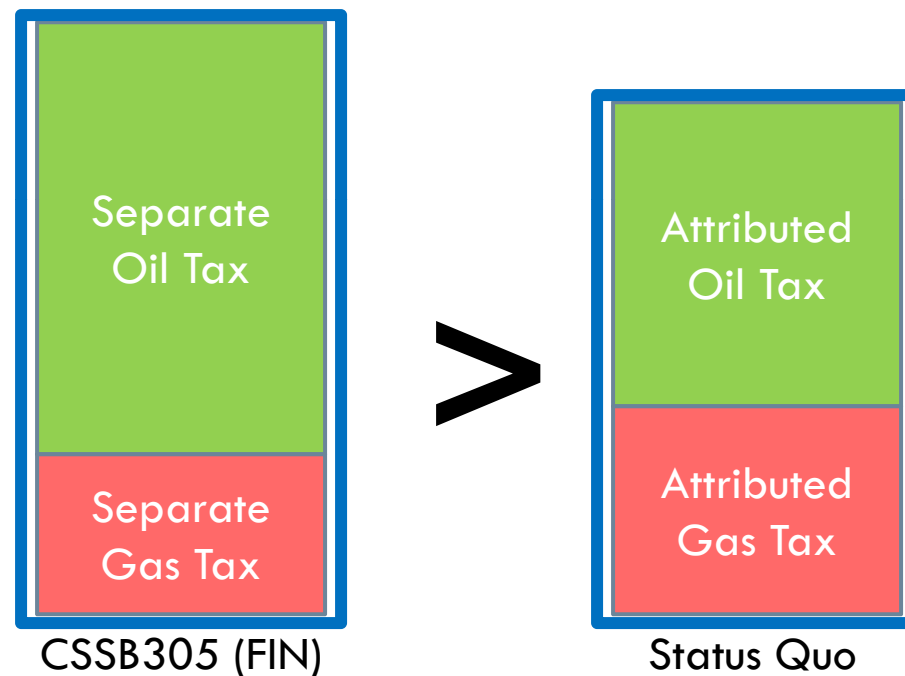 Separate
Oil Tax
Separate
Gas Tax
CSSB305 (FIN)
>
Attributed
Oil Tax
Attributed
Gas Tax
Status Quo